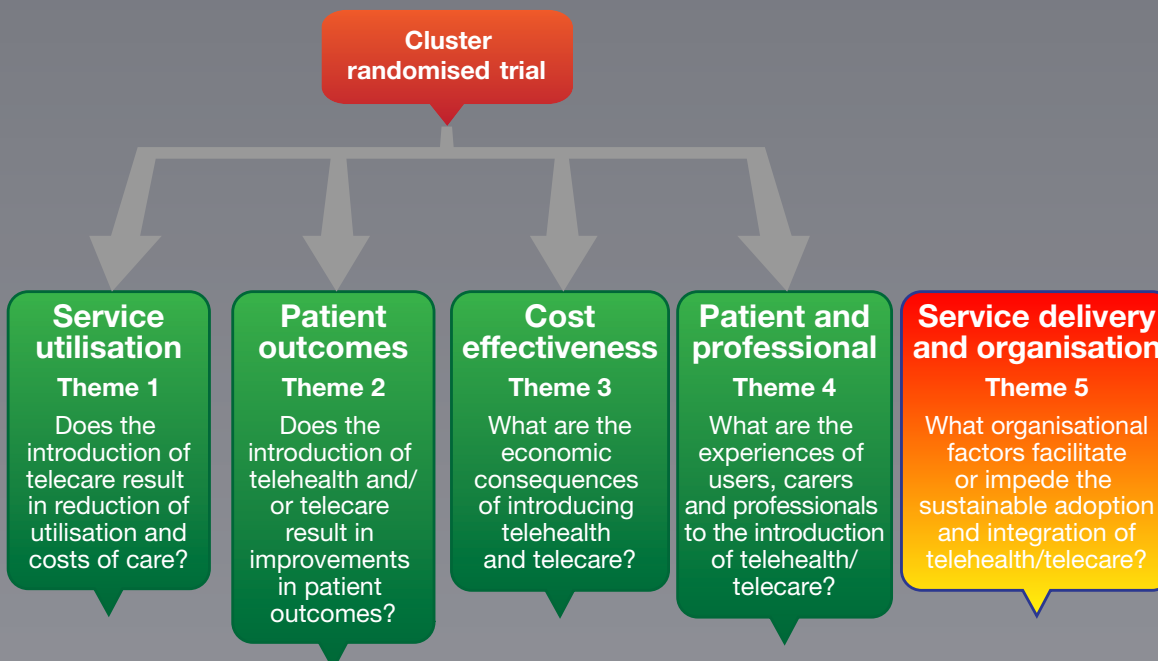 Cluster
randomised trial
Service
utilisation
Theme 1
Does the
introduction of
telecare result
in reduction of
utilisation and
costs of care?
Patient
outcomes
Theme 2
Does the
introduction of
telehealth and/
or telecare
result in
improvements
in patient
outcomes?
Cost
effectiveness
Theme 3
What are the
economic
consequences
of introducing
telehealth
and telecare?
Patient and
professional
Theme 4
What are the
experiences of
users, carers
and professionals
to the introduction
of telehealth/
telecare?
Service delivery
and organisation
Theme 5
What organisational
factors facilitate
or impede the
sustainable adoption
and integration of
telehealth/telecare?